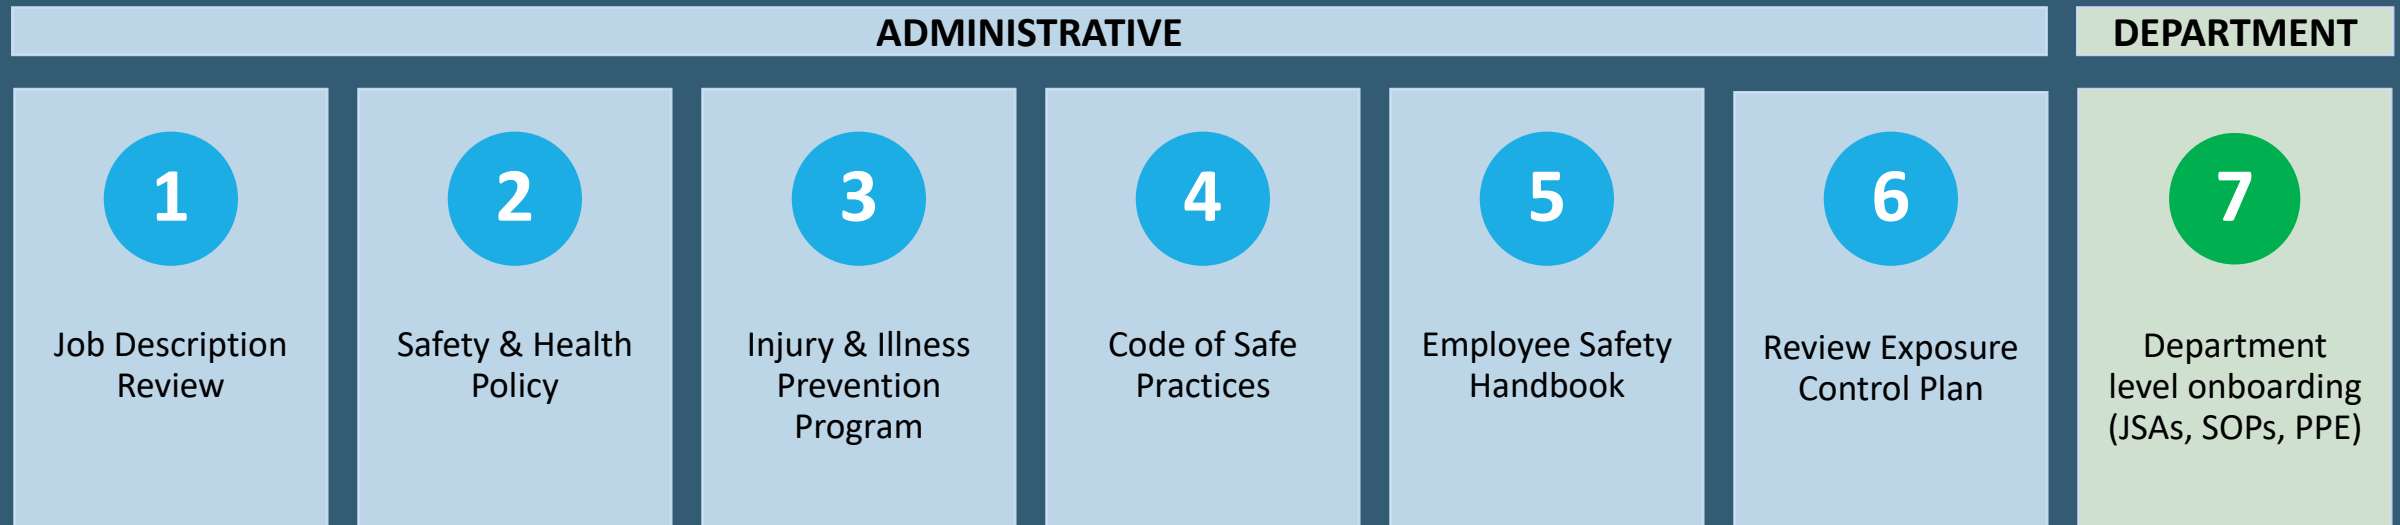 ADMINISTRATIVE
DEPARTMENT
1
Job Description
Review
2
Safety & Health
Policy
3
Injury & Illness
Prevention
Program
4
Code of Safe
Practices
5
Employee Safety
Handbook
6
Review Exposure
Control Plan
7
Department
level onboarding
(JSAs, SOPs, PPE)